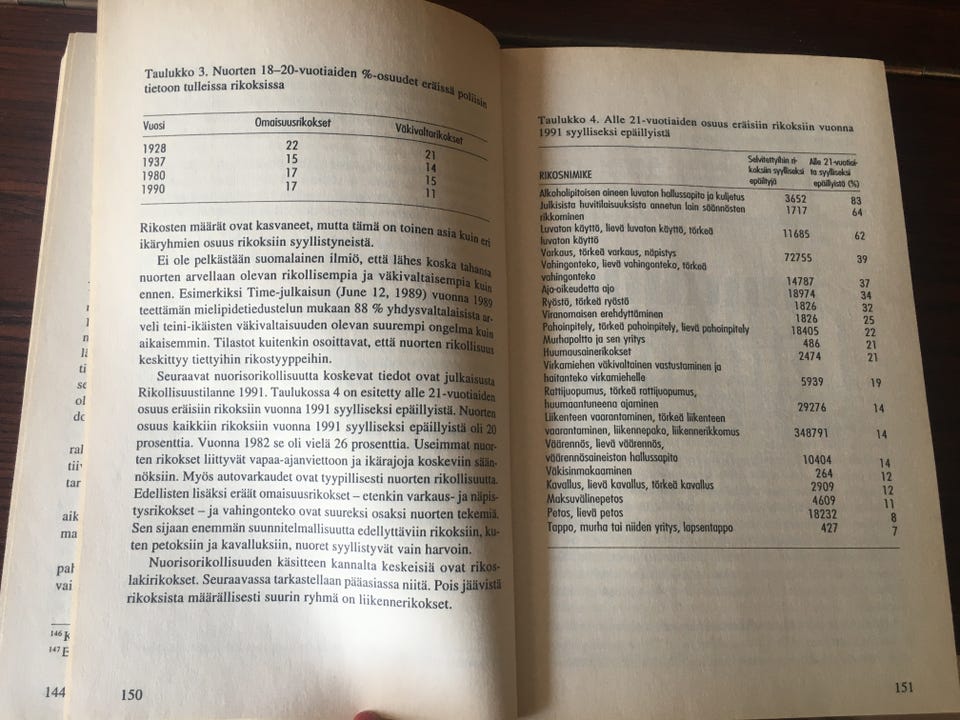 Taulukko 3. Nuorten 18–20-vuotiaiden %-osuudet eräissä poliisin
tietoon tulleissa rikoksissa
Vuosi Omaisuusrikokset Väkivaltarikokset
1928 22 21
1937 15 14
1980 17 15
1990 17 11
Rikosten määrät ovat kasvaneet, mutta tämä on toinen asia kuin eri
ikäryhmien osuus rikoksiin syyllistyneistä.
Ei ole pelkästään suomalainen ilmiö, että lähes koska tahansa
nuorten arvellaan olevan rikollisempia ja väkivaltaisempia kuin
ennen. Esimerkiksi Time-julkaisun (June 12, 1989) vuonna 1989
teettämän mielipidetiedustelun mukaan 88 % yhdysvaltalaisista ar-
veli teini-ikäisten väkivaltaisuuden olevan suurempi ongelma kuin
aikaisemmin. Tilastot kuitenkin osoittavat, että nuorten rikollisuus
keskittyy tiettyihin rikostyyppeihin.
Seuraavat nuorisorikollisuutta koskevat tiedot ovat julkaisusta
Rikollisuustilanne 1991. Taulukossa 4 on esitetty alle 21-vuotiaiden
osuus eräisiin rikoksiin vuonna 1991 syylliseksi epäillyistä. Nuorten
osuus kaikkiin rikoksiin vuonna 1991 syylliseksi epäillyistä oli 20
prosenttia. Vuonna 1982 se oli vielä 26 prosenttia. Useimmat nuor-
ten rikokset liittyvät vapaa-ajanviettoon ja ikärajoja koskeviin sään-
nöksiin. Myös autovarkaudet ovat tyypillisesti nuorten rikollisuutta.
Edellisten lisäksi eräät omaisuusrikokset – etenkin varkaus- ja näpis-
tysrikokset – ja vahingonteko ovat suureksi osaksi nuorten tekemiä.
Sen sijaan enemmän suunnitelmallisuutta edellyttäviin rikoksiin, ku-
ten petoksiin ja kavalluksiin, nuoret syyllistyvät vain harvoin.
Nuorisorikollisuuden käsitteen kannalta keskeisiä ovat rikos-
lakirikokset. Seuraavassa tarkastellaan pääasiassa niitä. Pois jäävistä
rikoksista määrällisesti suurin ryhmä on liikennerikokset.
144
150
Taulukko 4. Alle 21-vuotiaiden osuus eräisiin rikoksiin vuonna
1991 syylliseksi epäillyistä
RIKOSNIMIKE Selvitettyihin ri- Alle 21-vuotiai-
koksiin syylliseksi ta syylliseksi
epäiltyjä epäillyistä (%)
Alkoholipitoisen aineen luvaton hallussapito ja kuljetus 3652 83
Julkisista huvitilaisuuksista annetun lain säännösten
rikkominen 1717 64
Luvaton käyttö, lievä luvaton käyttö, törkeä
luvaton käyttö 11685 62
Varkaus, törkeä varkaus, näpistys 72755 39
Vahingonteko, lievä vahingonteko, törkeä
vahingonteko 14787 37
Ajo-oikeudetta ajo 18974 34
Ryöstö, törkeä ryöstö 1826 32
Viranomaisen erehdyttäminen 1826 25
Pahoinpitely, törkeä pahoinpitely, lievä pahoinpitely 18405 22
Murhapoltto ja sen yritys 486 21
Huumausainerikokset 2474 21
Virkamiehen väkivaltainen vastustaminen ja
haitanteko virkamiehelle 5939 19
Rattijuopumus, törkeä rattijuopumus,
huumaantuneena ajaminen 29276 14
Liikenteen vaarantaminen, törkeä liikenteen
vaarantaminen, liikennepako, liikennerikkomus 348791 14
Väärennös, lievä väärennös,
väärennösaineiston hallussapito 10404 14
Väkisinmakaaminen 264 12
Kavallus, lievä kavallus, törkeä kavallus 2909 12
Maksuvälinepetos 4609 11
Petos, lievä petos 18232 8
Tappo, murha tai niiden yritys, lapsentappo 427 7
151